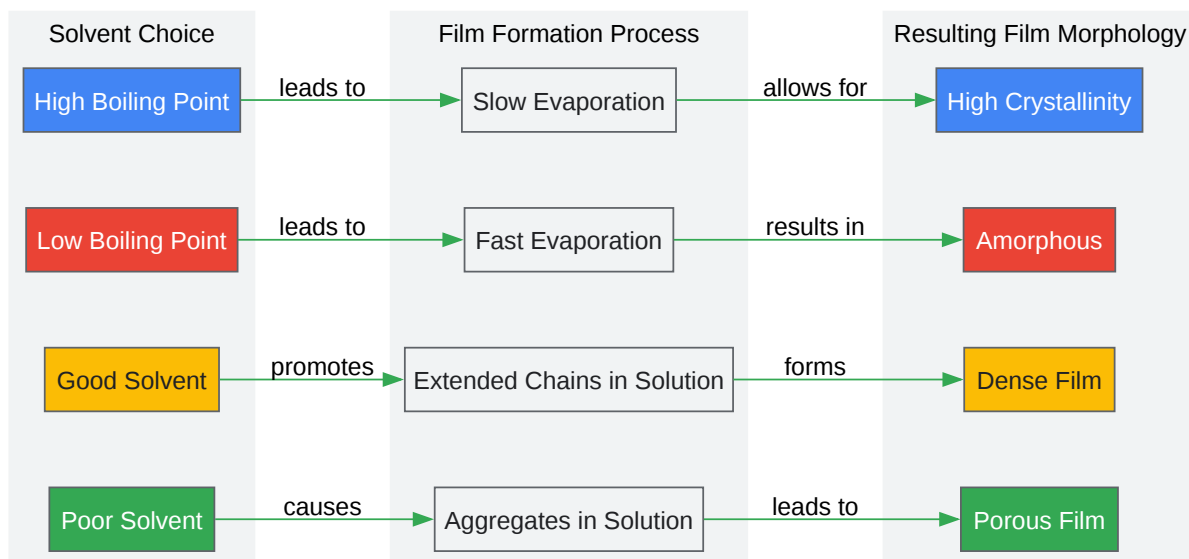 Solvent Choice
Film Formation Process
Resulting Film Morphology
High Boiling Point
leads to
Slow Evaporation
allows for
High Crystallinity
Low Boiling Point
leads to
Fast Evaporation
results in
Amorphous
Good Solvent
promotes
Extended Chains in Solution
forms
Dense Film
Poor Solvent
causes
Aggregates in Solution
leads to
Porous Film